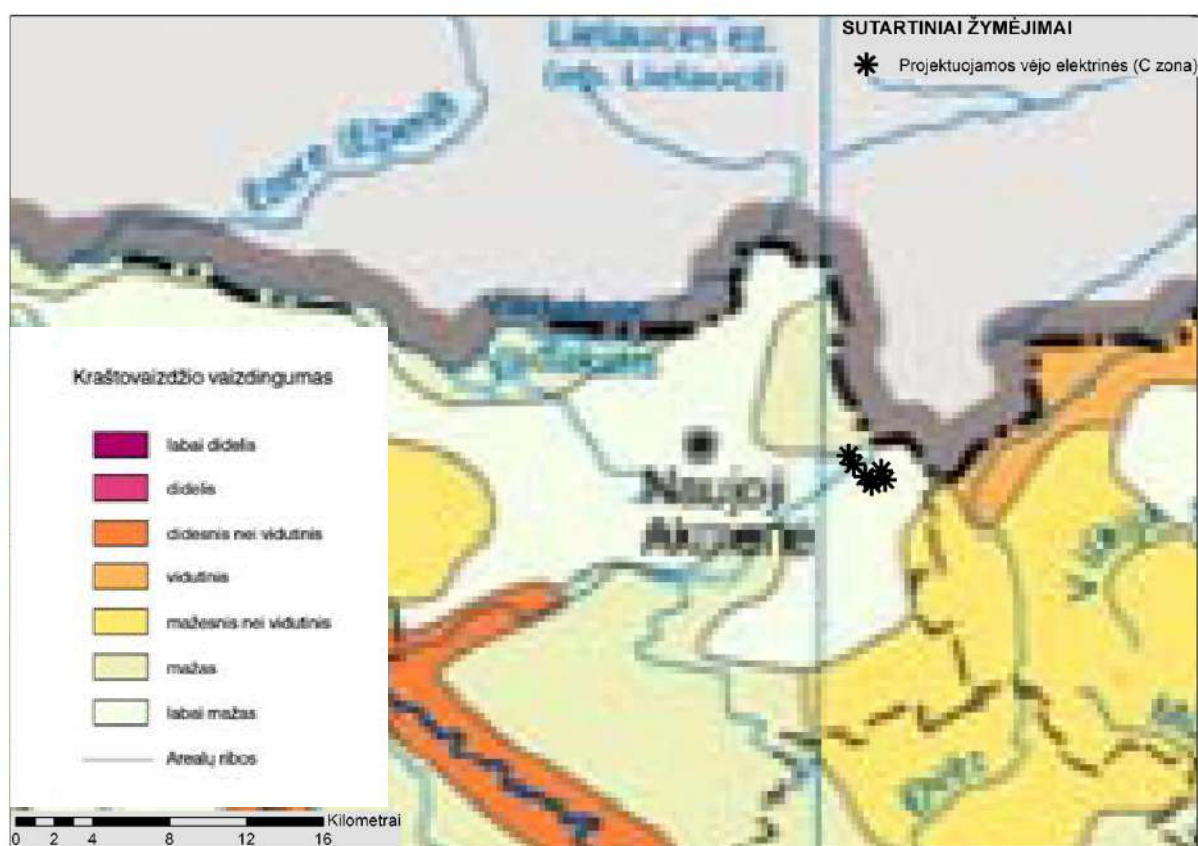 SUTARTINIAI ŽYMĖJIMAI
Projektuojamos vėjo elektrinės (C zona)
Naujoji
Akmenė
Kraštovaizdžio vaizdingumas
labai didelis
didelis
didesnis nei vidutinis
vidutinis
mažesnis nei vidutinis
mažas
labai mažas
Arealų ribos
Kilometrai
0 2 4 8 12 16